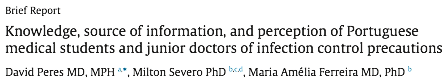 Brief Report
Knowledge, source of information, and perception of Portuguese
medical students and junior doctors of infection control precautions
David Peres MD, MPH a,*, Milton Severo PhD b,c,d, Maria Amélia Ferreira MD, PhD b